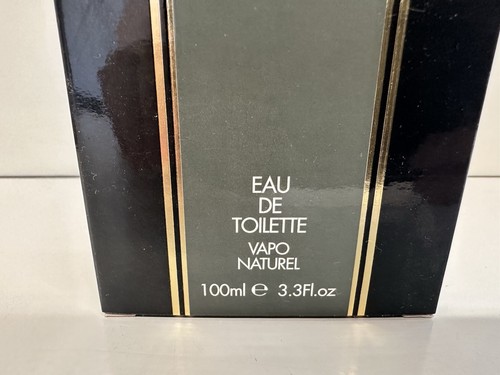 EAU
DE
TOILETTE
VAPO
NATUREL
100ml ℮ 3.3Fl.oz